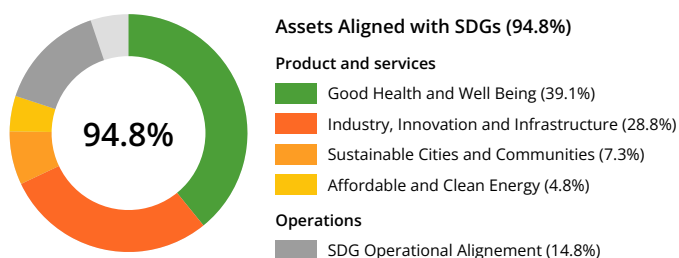 94.8%
Assets Aligned with SDGs (94.8%)
Product and services
Good Health and Well Being (39.1%)
Industry, Innovation and Infrastructure (28.8%)
Sustainable Cities and Communities (7.3%)
Affordable and Clean Energy (4.8%)
Operations
SDG Operational Alignement (14.8%)